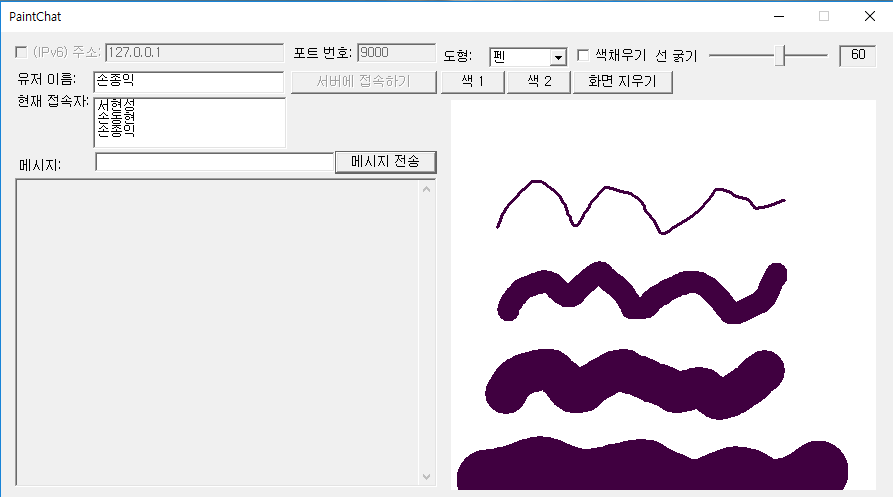 PaintChat
(IPv6) 주소: 127.0.0.1 포트 번호: 9000 도형: 펜 색채우기 선 굵기 60
유저 이름: 손종익 서버에 접속하기 색 1 색 2 화면 지우기
현재 접속자: 서현성
손동현
손종익
메시지: 메시지 전송